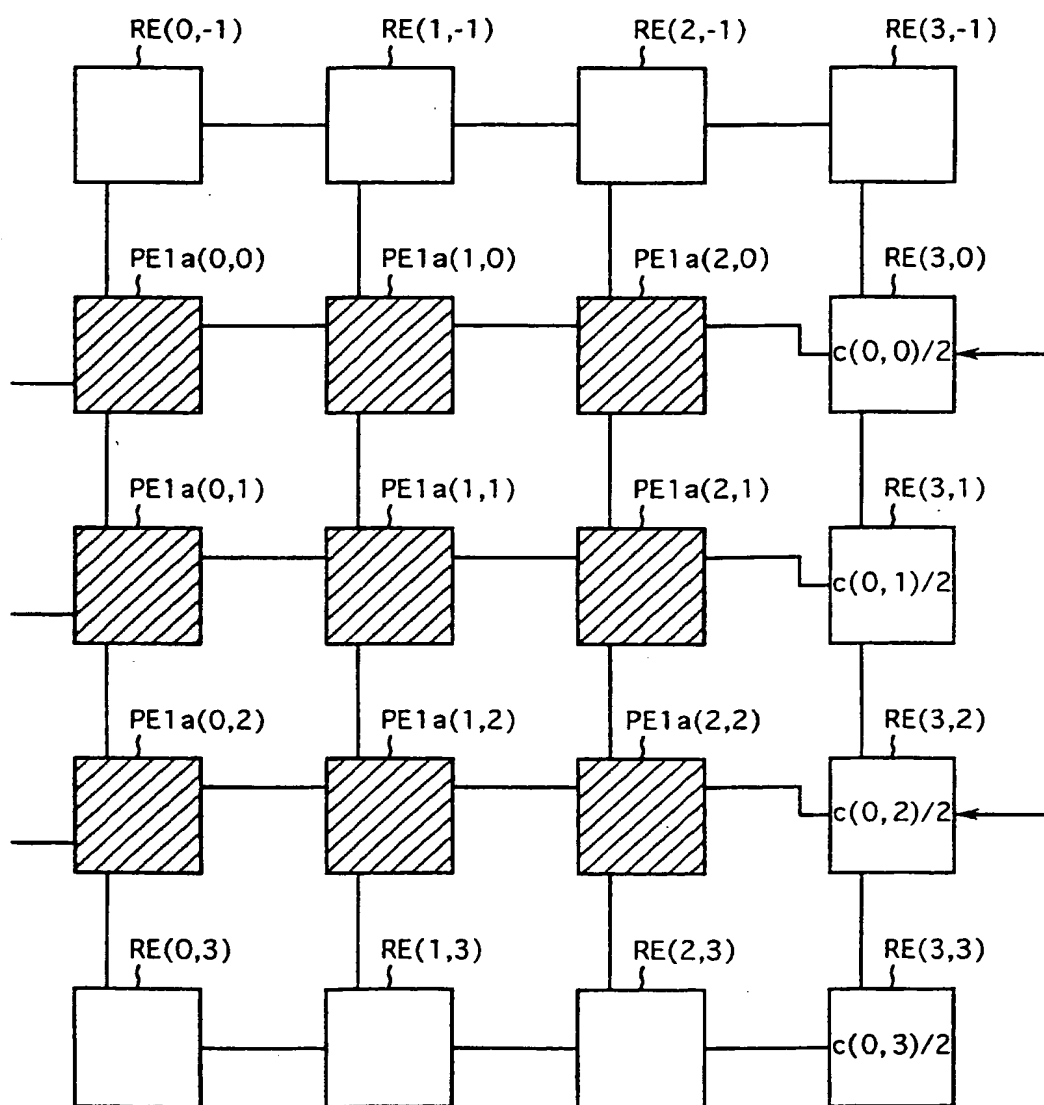 RE(0,-1) RE(1,-1) RE(2,-1) RE(3,-1)
PE1a(0,0) PE1a(1,0) PE1a(2,0) RE(3,0)
c(0,0)/2
PE1a(0,1) PE1a(1,1) PE1a(2,1) RE(3,1)
c(0,1)/2
PE1a(0,2) PE1a(1,2) PE1a(2,2) RE(3,2)
c(0,2)/2
RE(0,3) RE(1,3) RE(2,3) RE(3,3)
c(0,3)/2